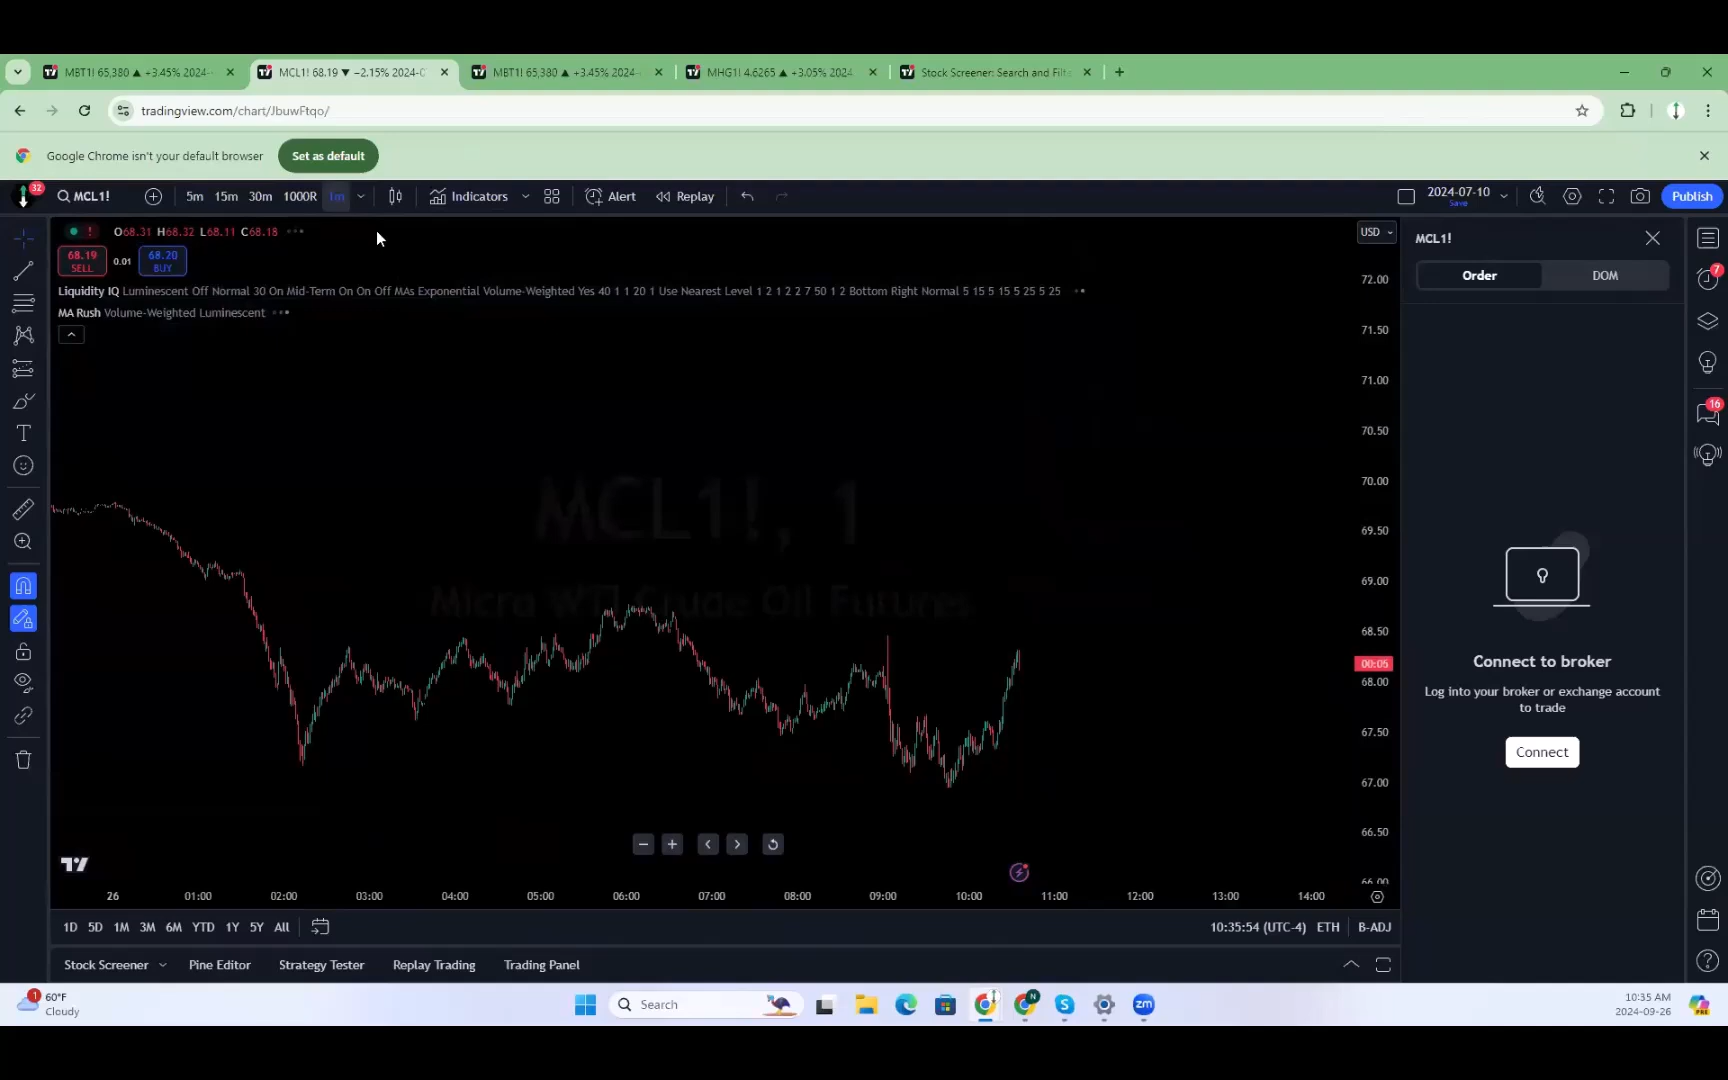 MBT1! 65,380 ▲ +3.45% 2024-
MCL1! 68.19 ▼ −2.15% 2024-0
MBT1! 65,380 ▲ +3.45% 2024-
MHG1! 4.6265 ▲ +3.05% 2024
Stock Screener: Search and Filte
tradingview.com/chart/JbuwFtqo/
Google Chrome isn't your default browser
Set as default
32
MCL1!
5m 15m 30m 1000R 1m
Indicators
Alert
Replay
2024-07-10
Save
Publish
O68.31 H68.32 L68.11 C68.18
USD
68.19
SELL
0.01
68.20
BUY
Liquidity IQ Luminescent Off Normal 30 On Mid-Term On On Off MAs Exponential Volume-Weighted Yes 40 1 1 20 1 Use Nearest Level 1 2 1 2 2 7 50 1 2 Bottom Right Normal 5 15 5 15 5 25 5 25
MA Rush Volume-Weighted Luminescent
MCL1!, 1
Micro WTI Crude Oil Futures
72.00
71.50
71.00
70.50
70.00
69.50
69.00
68.50
00:05
68.00
67.50
67.00
66.50
66.00
26 01:00 02:00 03:00 04:00 05:00 06:00 07:00 08:00 09:00 10:00 11:00 12:00 13:00 14:00
1D 5D 1M 3M 6M YTD 1Y 5Y All
10:35:54 (UTC-4) ETH B-ADJ
Stock Screener
Pine Editor
Strategy Tester
Replay Trading
Trading Panel
MCL1!
Order
DOM
Connect to broker
Log into your broker or exchange account
to trade
Connect
7
16
1
60°F
Cloudy
Search
N
zm
10:35 AM
2024-09-26
PRE